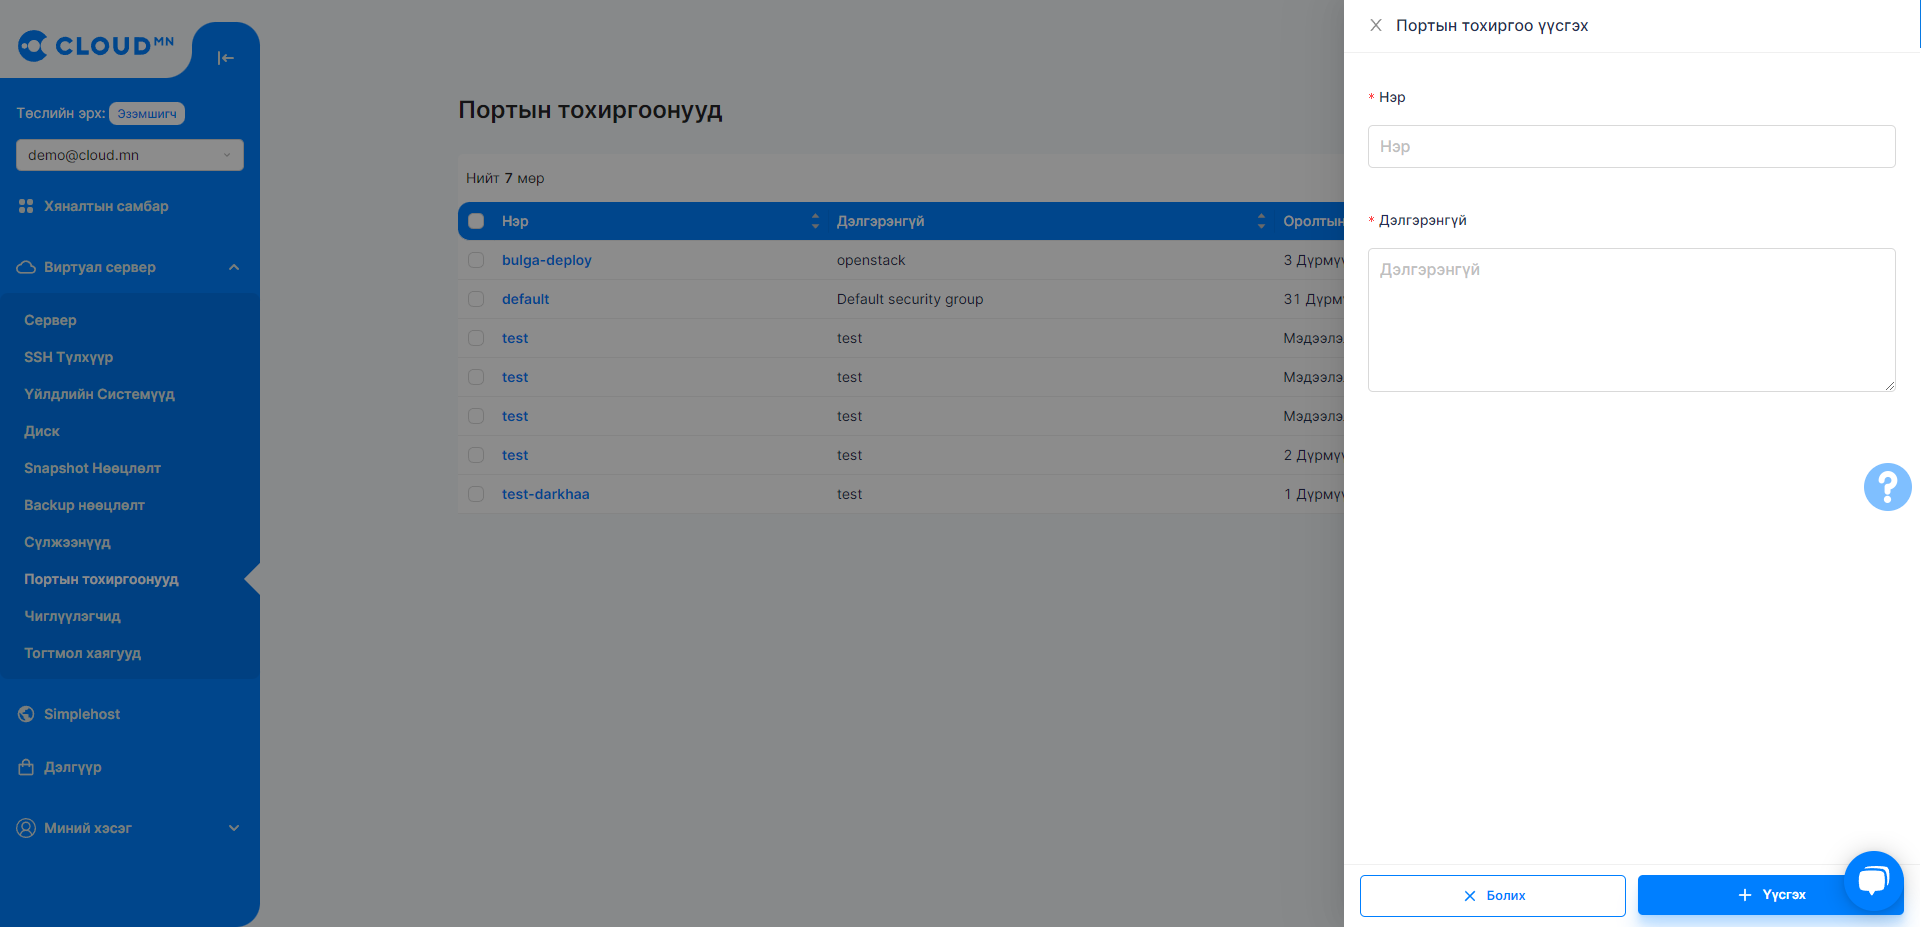 CLOUDMN
Төслийн эрх: Эзэмшигч
demo@cloud.mn
Хяналтын самбар
Виртуал сервер
Сервер
SSH Түлхүүр
Үйлдлийн Системүүд
Диск
Snapshot Нөөцлөлт
Backup нөөцлөлт
Сүлжээнүүд
Портын тохиргоонууд
Чиглүүлэгчид
Тогтмол хаягууд
Simplehost
Дэлгүүр
Миний хэсэг
Портын тохиргоонууд
Нийт 7 мөр
Нэр Дэлгэрэнгүй Оролтын
bulga-deploy openstack 3 Дүрмү
default Default security group 31 Дүрм
test test Мэдээлэ
test test Мэдээлэ
test test Мэдээлэ
test test 2 Дүрмү
test-darkhaa test 1 Дүрмү
Портын тохиргоо үүсгэх
* Нэр
Нэр
* Дэлгэрэнгүй
Дэлгэрэнгүй
?
Болих
Үүсгэх